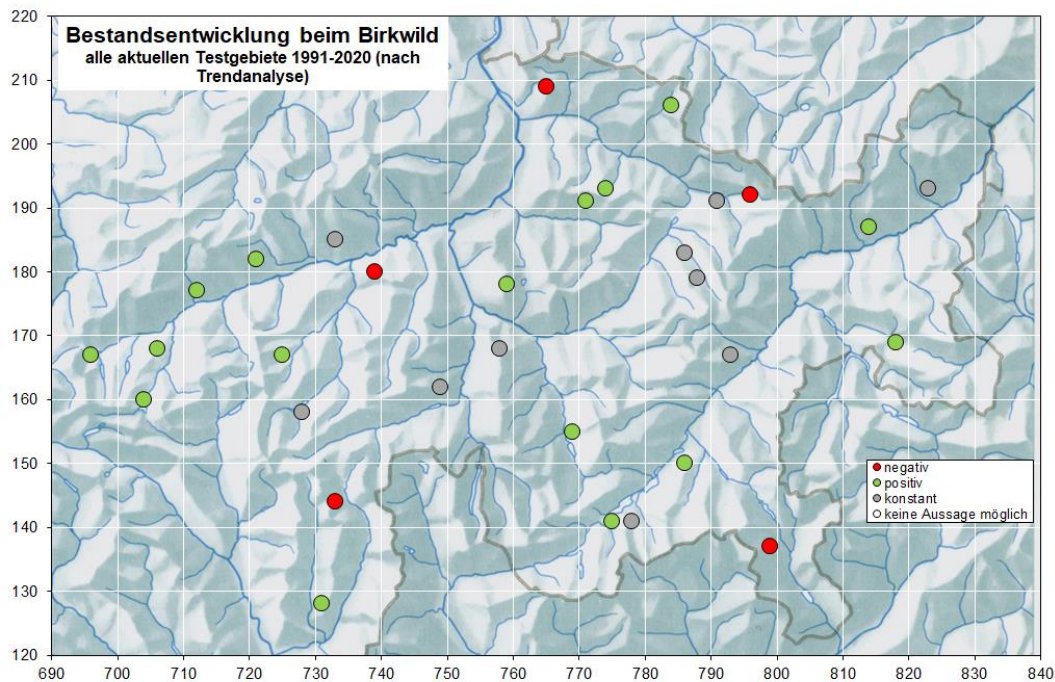 Bestandsentwicklung beim Birkwild
alle aktuellen Testgebiete 1991-2020 (nach
Trendanalyse)
220
210
200
190
180
170
160
150
140
130
120
negativ
positiv
konstant
keine Aussage möglich
690 700 710 720 730 740 750 760 770 780 790 800 810 820 830 840